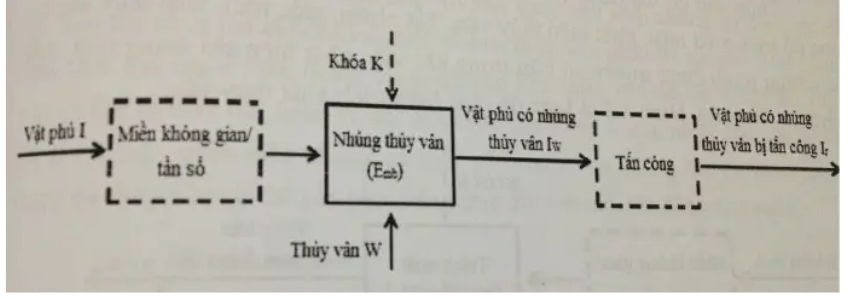 Khóa K
Vật phủ I
Miền không gian/
tần số
Nhúng thủy vân
(Emb)
Thủy vân W
Vật phủ có nhúng
thủy vân Iw
Tấn công
Vật phủ có nhúng
thủy vân bị tấn công Ir